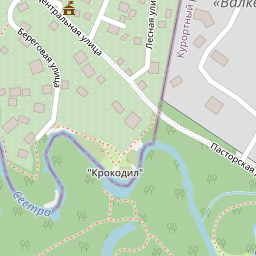 «Валке
Центральная улица
Береговая улица
Лесная ули
Курортный
Пасторская
"Крокодил"
Сестра